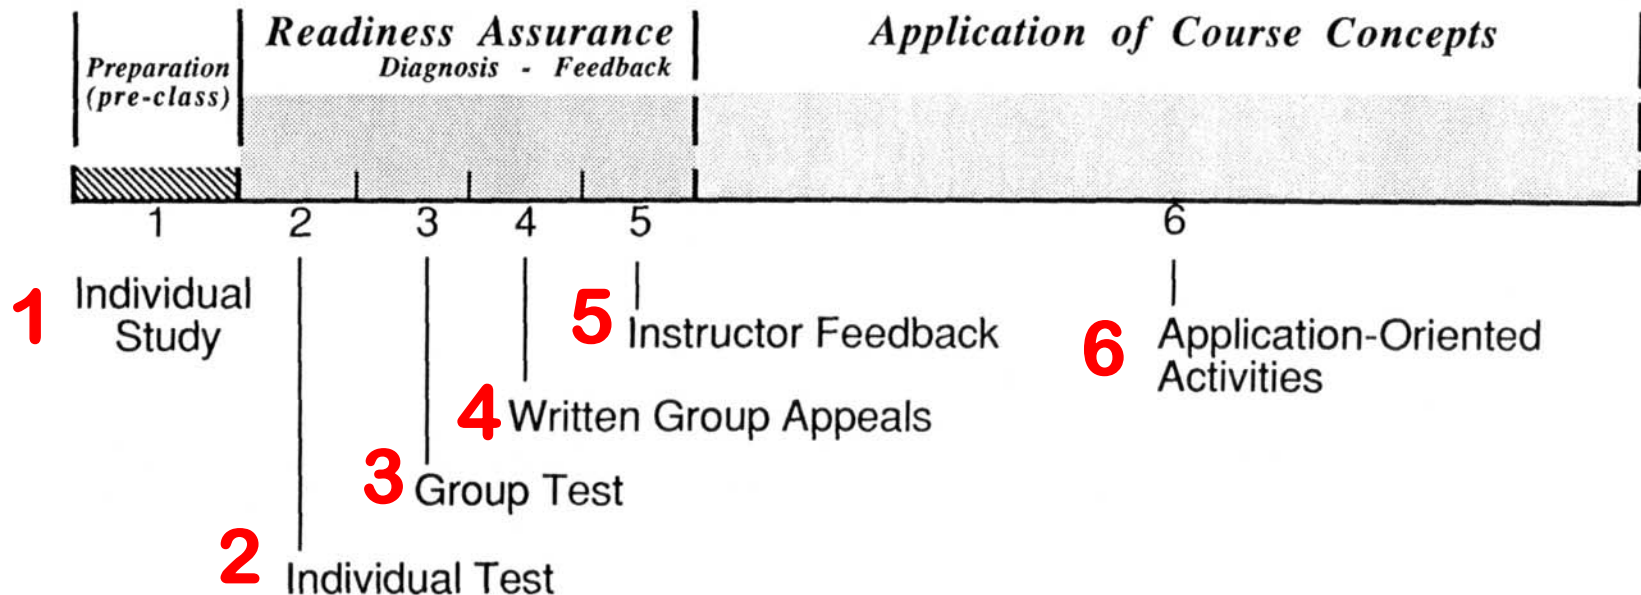 Preparation
(pre-class)
Readiness Assurance
Diagnosis - Feedback
Application of Course Concepts
1 2 3 4 5 6
1 Individual
Study
5 Instructor Feedback
6 Application-Oriented
Activities
4 Written Group Appeals
3 Group Test
2 Individual Test